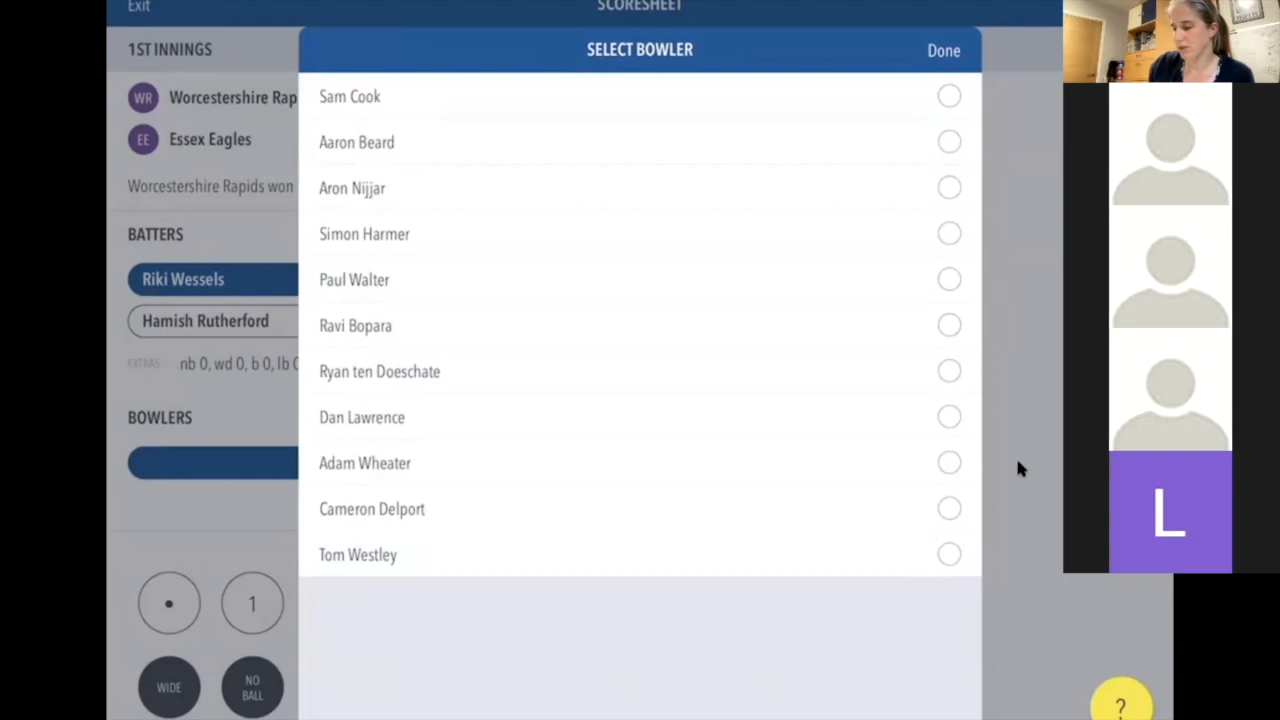 Exit
SCORESHEET
1ST INNINGS
SELECT BOWLER
Done
WR Worcestershire Rap
EE Essex Eagles
Worcestershire Rapids won
BATTERS
Riki Wessels
Hamish Rutherford
EXTRAS nb 0, wd 0, b 0, lb 0
BOWLERS
Sam Cook
Aaron Beard
Aron Nijjar
Simon Harmer
Paul Walter
Ravi Bopara
Ryan ten Doeschate
Dan Lawrence
Adam Wheater
Cameron Delport
Tom Westley
1
WIDE
NO
BALL
?
L